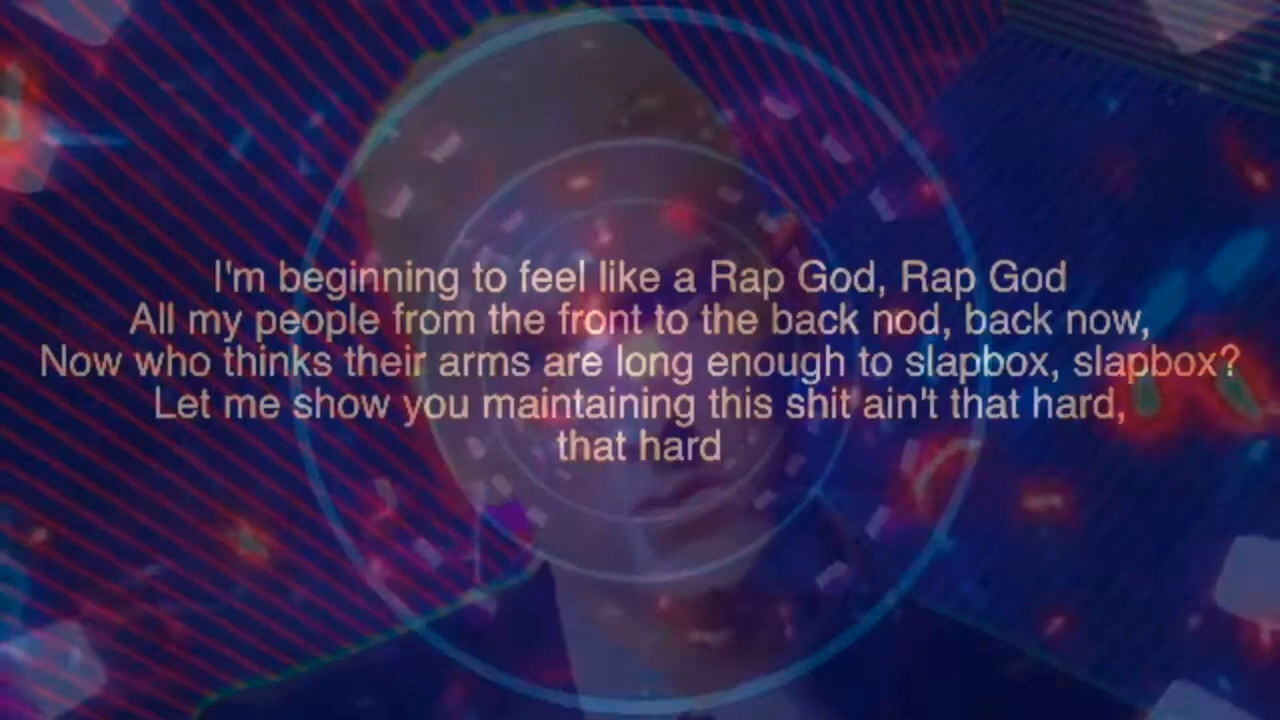 I'm beginning to feel like a Rap God, Rap God
All my people from the front to the back nod, back now,
Now who thinks their arms are long enough to slapbox, slapbox?
Let me show you maintaining this shit ain't that hard,
that hard